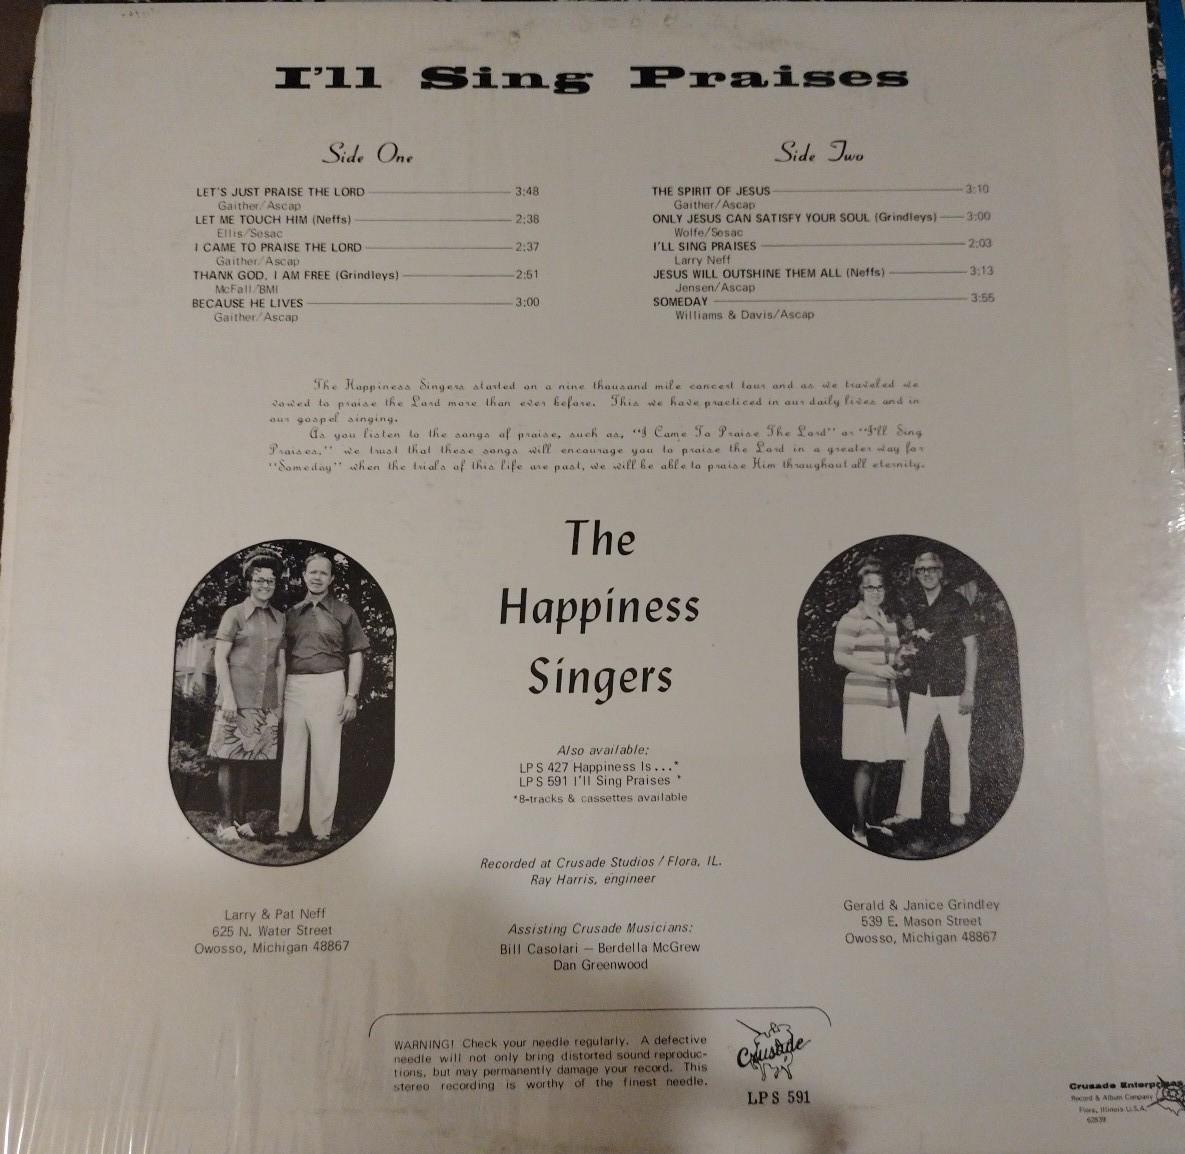 I'll Sing Praises
Side One
LET'S JUST PRAISE THE LORD 3:48
Gaither/Ascap
LET ME TOUCH HIM (Neffs) 2:38
Ellis/Sesac
I CAME TO PRAISE THE LORD 2:37
Gaither/Ascap
THANK GOD, I AM FREE (Grindleys) 2:51
McFall/BMI
BECAUSE HE LIVES 3:00
Gaither/Ascap
Side Two
THE SPIRIT OF JESUS 3:10
Gaither/Ascap
ONLY JESUS CAN SATISFY YOUR SOUL (Grindleys) 3:00
Wolfe/Sesac
I'LL SING PRAISES 2:03
Larry Neff
JESUS WILL OUTSHINE THEM ALL (Neffs) 3:13
Jensen/Ascap
SOMEDAY 3:55
Williams & Davis/Ascap
The Happiness Singers started on a nine thousand mile concert tour and as we traveled we
vowed to praise the Lord more than ever before. This we have practiced in our daily lives and in
our gospel singing.
As you listen to the songs of praise, such as, "I Came To Praise The Lord" or "I'll Sing
Praises," we trust that these songs will encourage you to praise the Lord in a greater way for
"Someday" when the trials of this life are past, we will be able to praise Him throughout all eternity.
The
Happiness
Singers
Also available:
LPS 427 Happiness Is...*
LPS 591 I'll Sing Praises *
*8-tracks & cassettes available
Recorded at Crusade Studios / Flora, IL.
Ray Harris, engineer
Assisting Crusade Musicians:
Bill Casolari — Berdella McGrew
Dan Greenwood
Larry & Pat Neff
625 N. Water Street
Owosso, Michigan 48867
Gerald & Janice Grindley
539 E. Mason Street
Owosso, Michigan 48867
WARNING! Check your needle regularly. A defective
needle will not only bring distorted sound reproduc-
tions, but may permanently damage your record. This
stereo recording is worthy of the finest needle.
Crusade
LPS 591
Crusade Enterprises
Record & Album Company
Flora, Illinois U.S.A.
62839